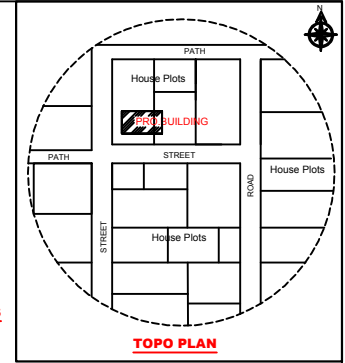 N
PATH
House Plots
PRO.BUILDING
PATH
STREET
House Plots
ROAD
STREET
House Plots
TOPO PLAN